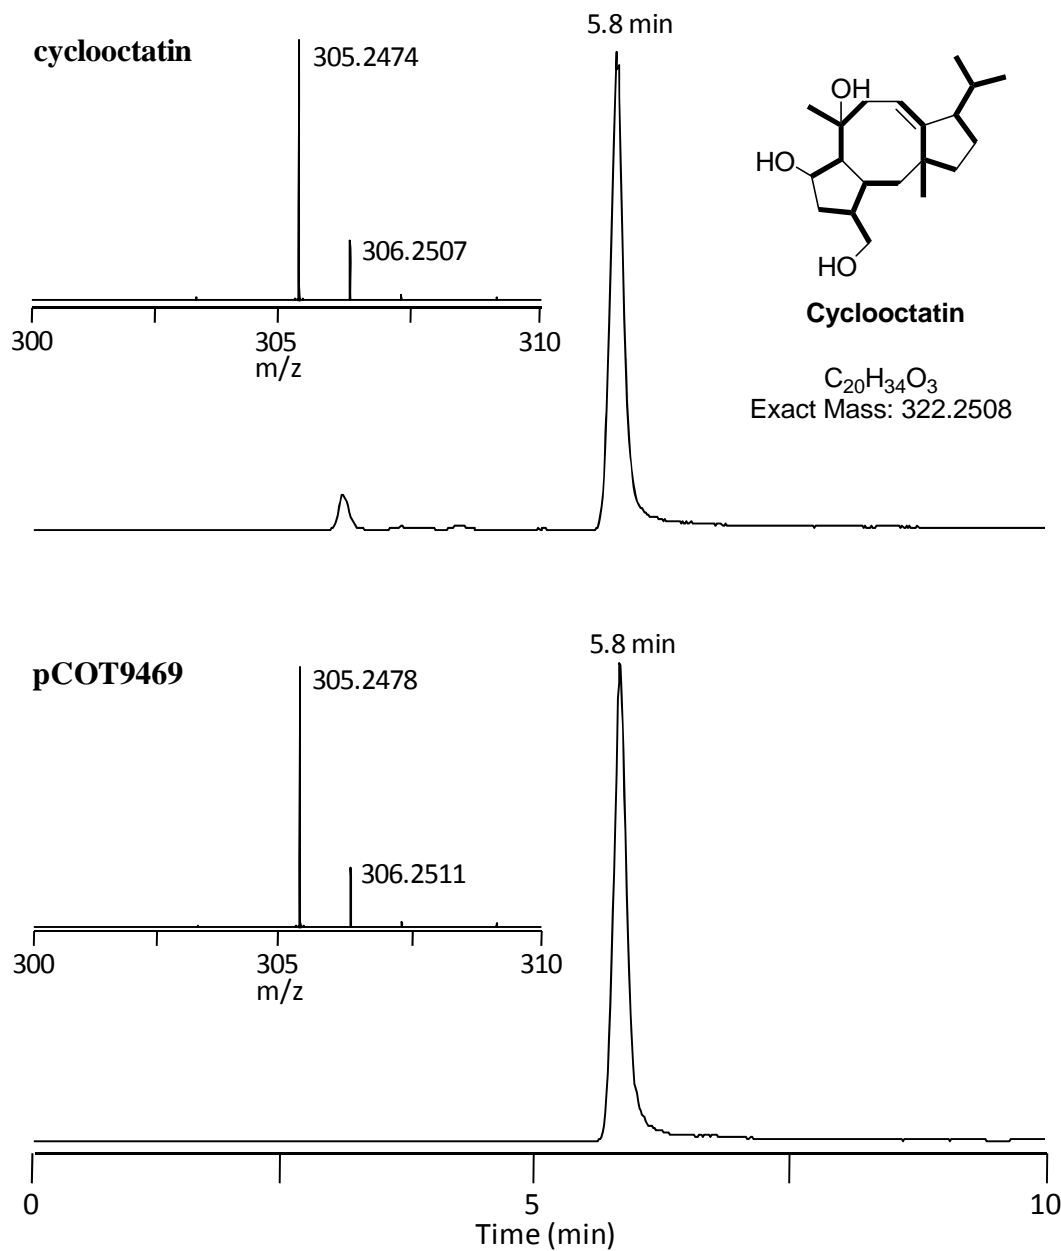 cyclooctatin
305.2474
306.2507
300
305
310
m/z
5.8 min
OH
HO
HO
Cyclooctatin
C₂₀H₃₄O₃
Exact Mass: 322.2508
pCOT9469
305.2478
306.2511
300
305
310
m/z
5.8 min
0
5
10
Time (min)